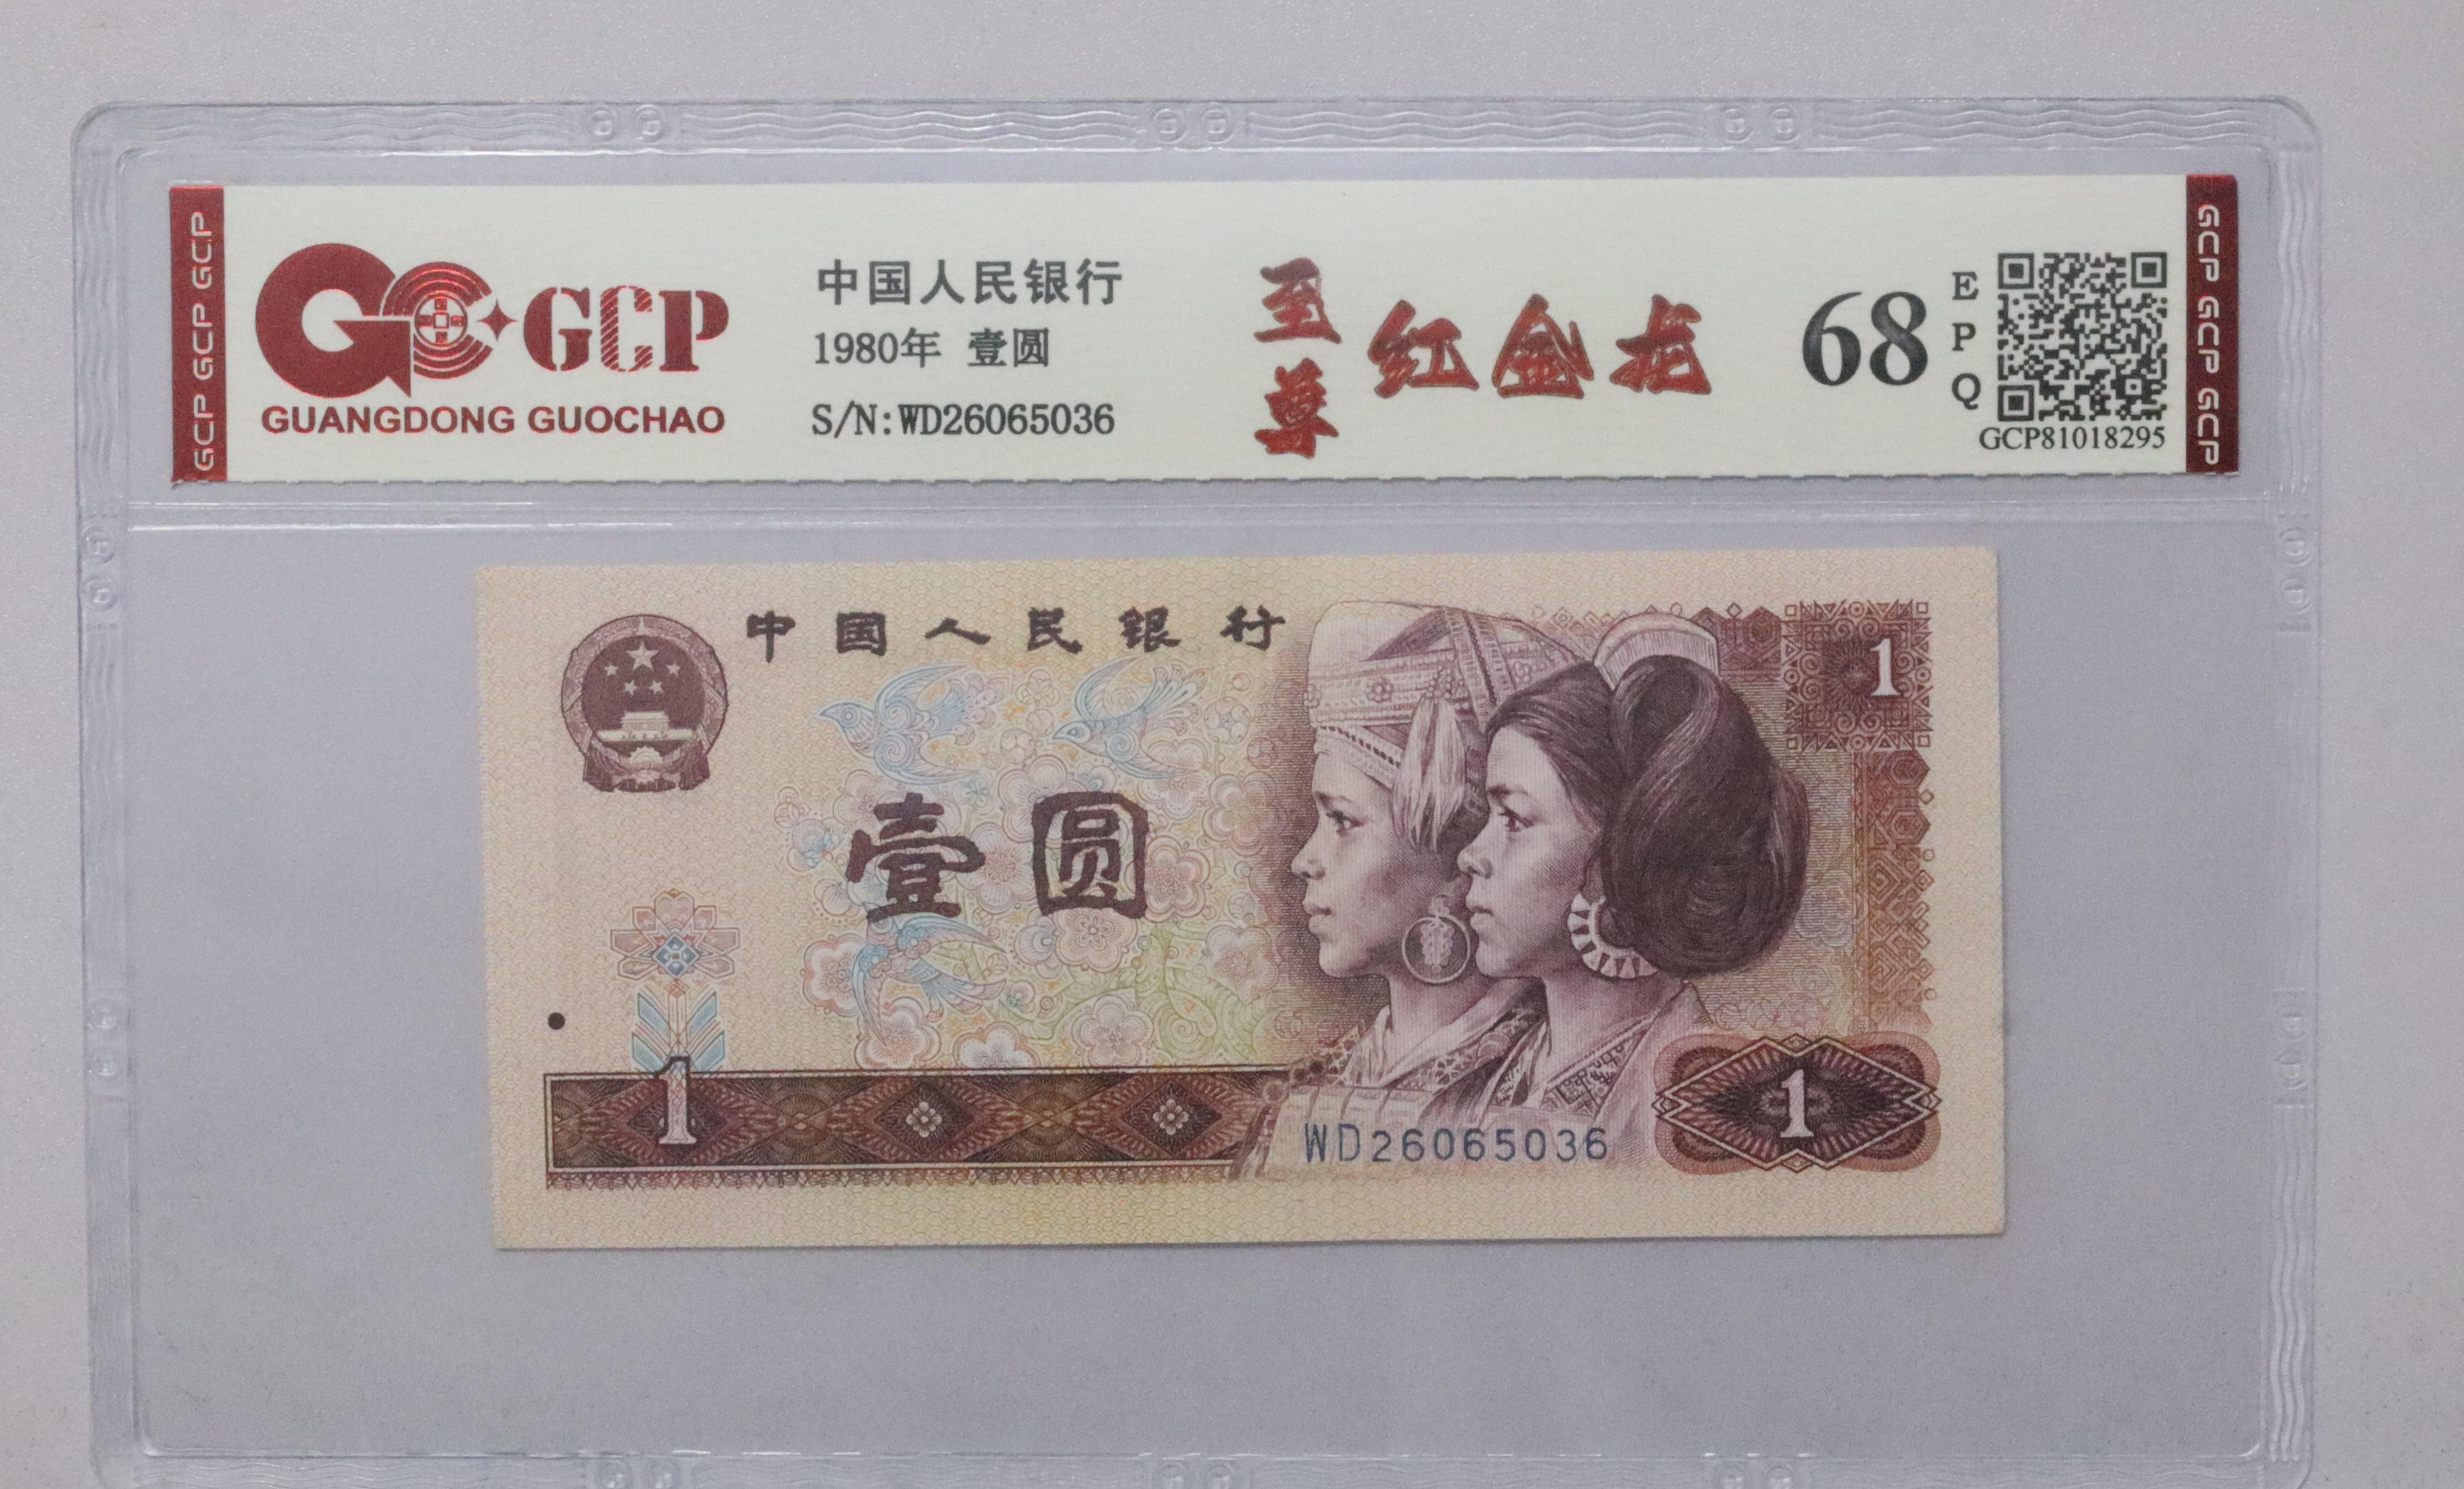 GCP GCP GCP
GCP
GUANGDONG GUOCHAO
中国人民银行
1980年 壹圆
S/N:WD26065036
至尊
红金龙
68
EPQ
GCP81018295
GCP GCP GCP
中国人民银行
1
壹圆
1
WD26065036
1